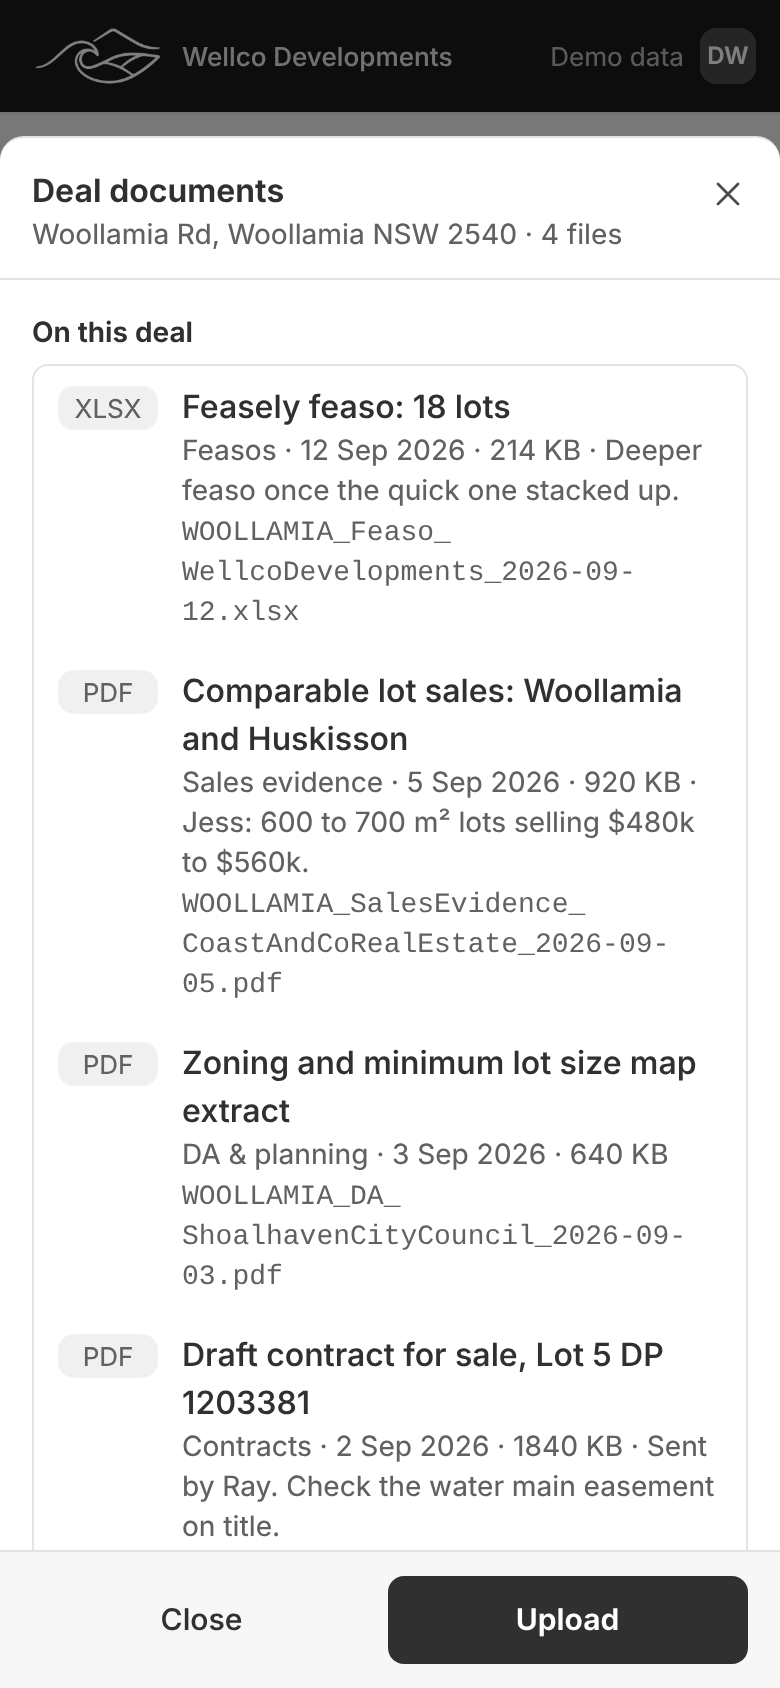 Wellco Developments
Demo data
DW
Deal documents
Woollamia Rd, Woollamia NSW 2540 · 4 files
On this deal
XLSX
Feasely feaso: 18 lots
Feasos · 12 Sep 2026 · 214 KB · Deeper
feaso once the quick one stacked up.
WOOLLAMIA_Feaso_
WellcoDevelopments_2026-09-
12.xlsx
PDF
Comparable lot sales: Woollamia
and Huskisson
Sales evidence · 5 Sep 2026 · 920 KB ·
Jess: 600 to 700 m² lots selling $480k
to $560k.
WOOLLAMIA_SalesEvidence_
CoastAndCoRealEstate_2026-09-
05.pdf
PDF
Zoning and minimum lot size map
extract
DA & planning · 3 Sep 2026 · 640 KB
WOOLLAMIA_DA_
ShoalhavenCityCouncil_2026-09-
03.pdf
PDF
Draft contract for sale, Lot 5 DP
1203381
Contracts · 2 Sep 2026 · 1840 KB · Sent
by Ray. Check the water main easement
on title.
Close
Upload